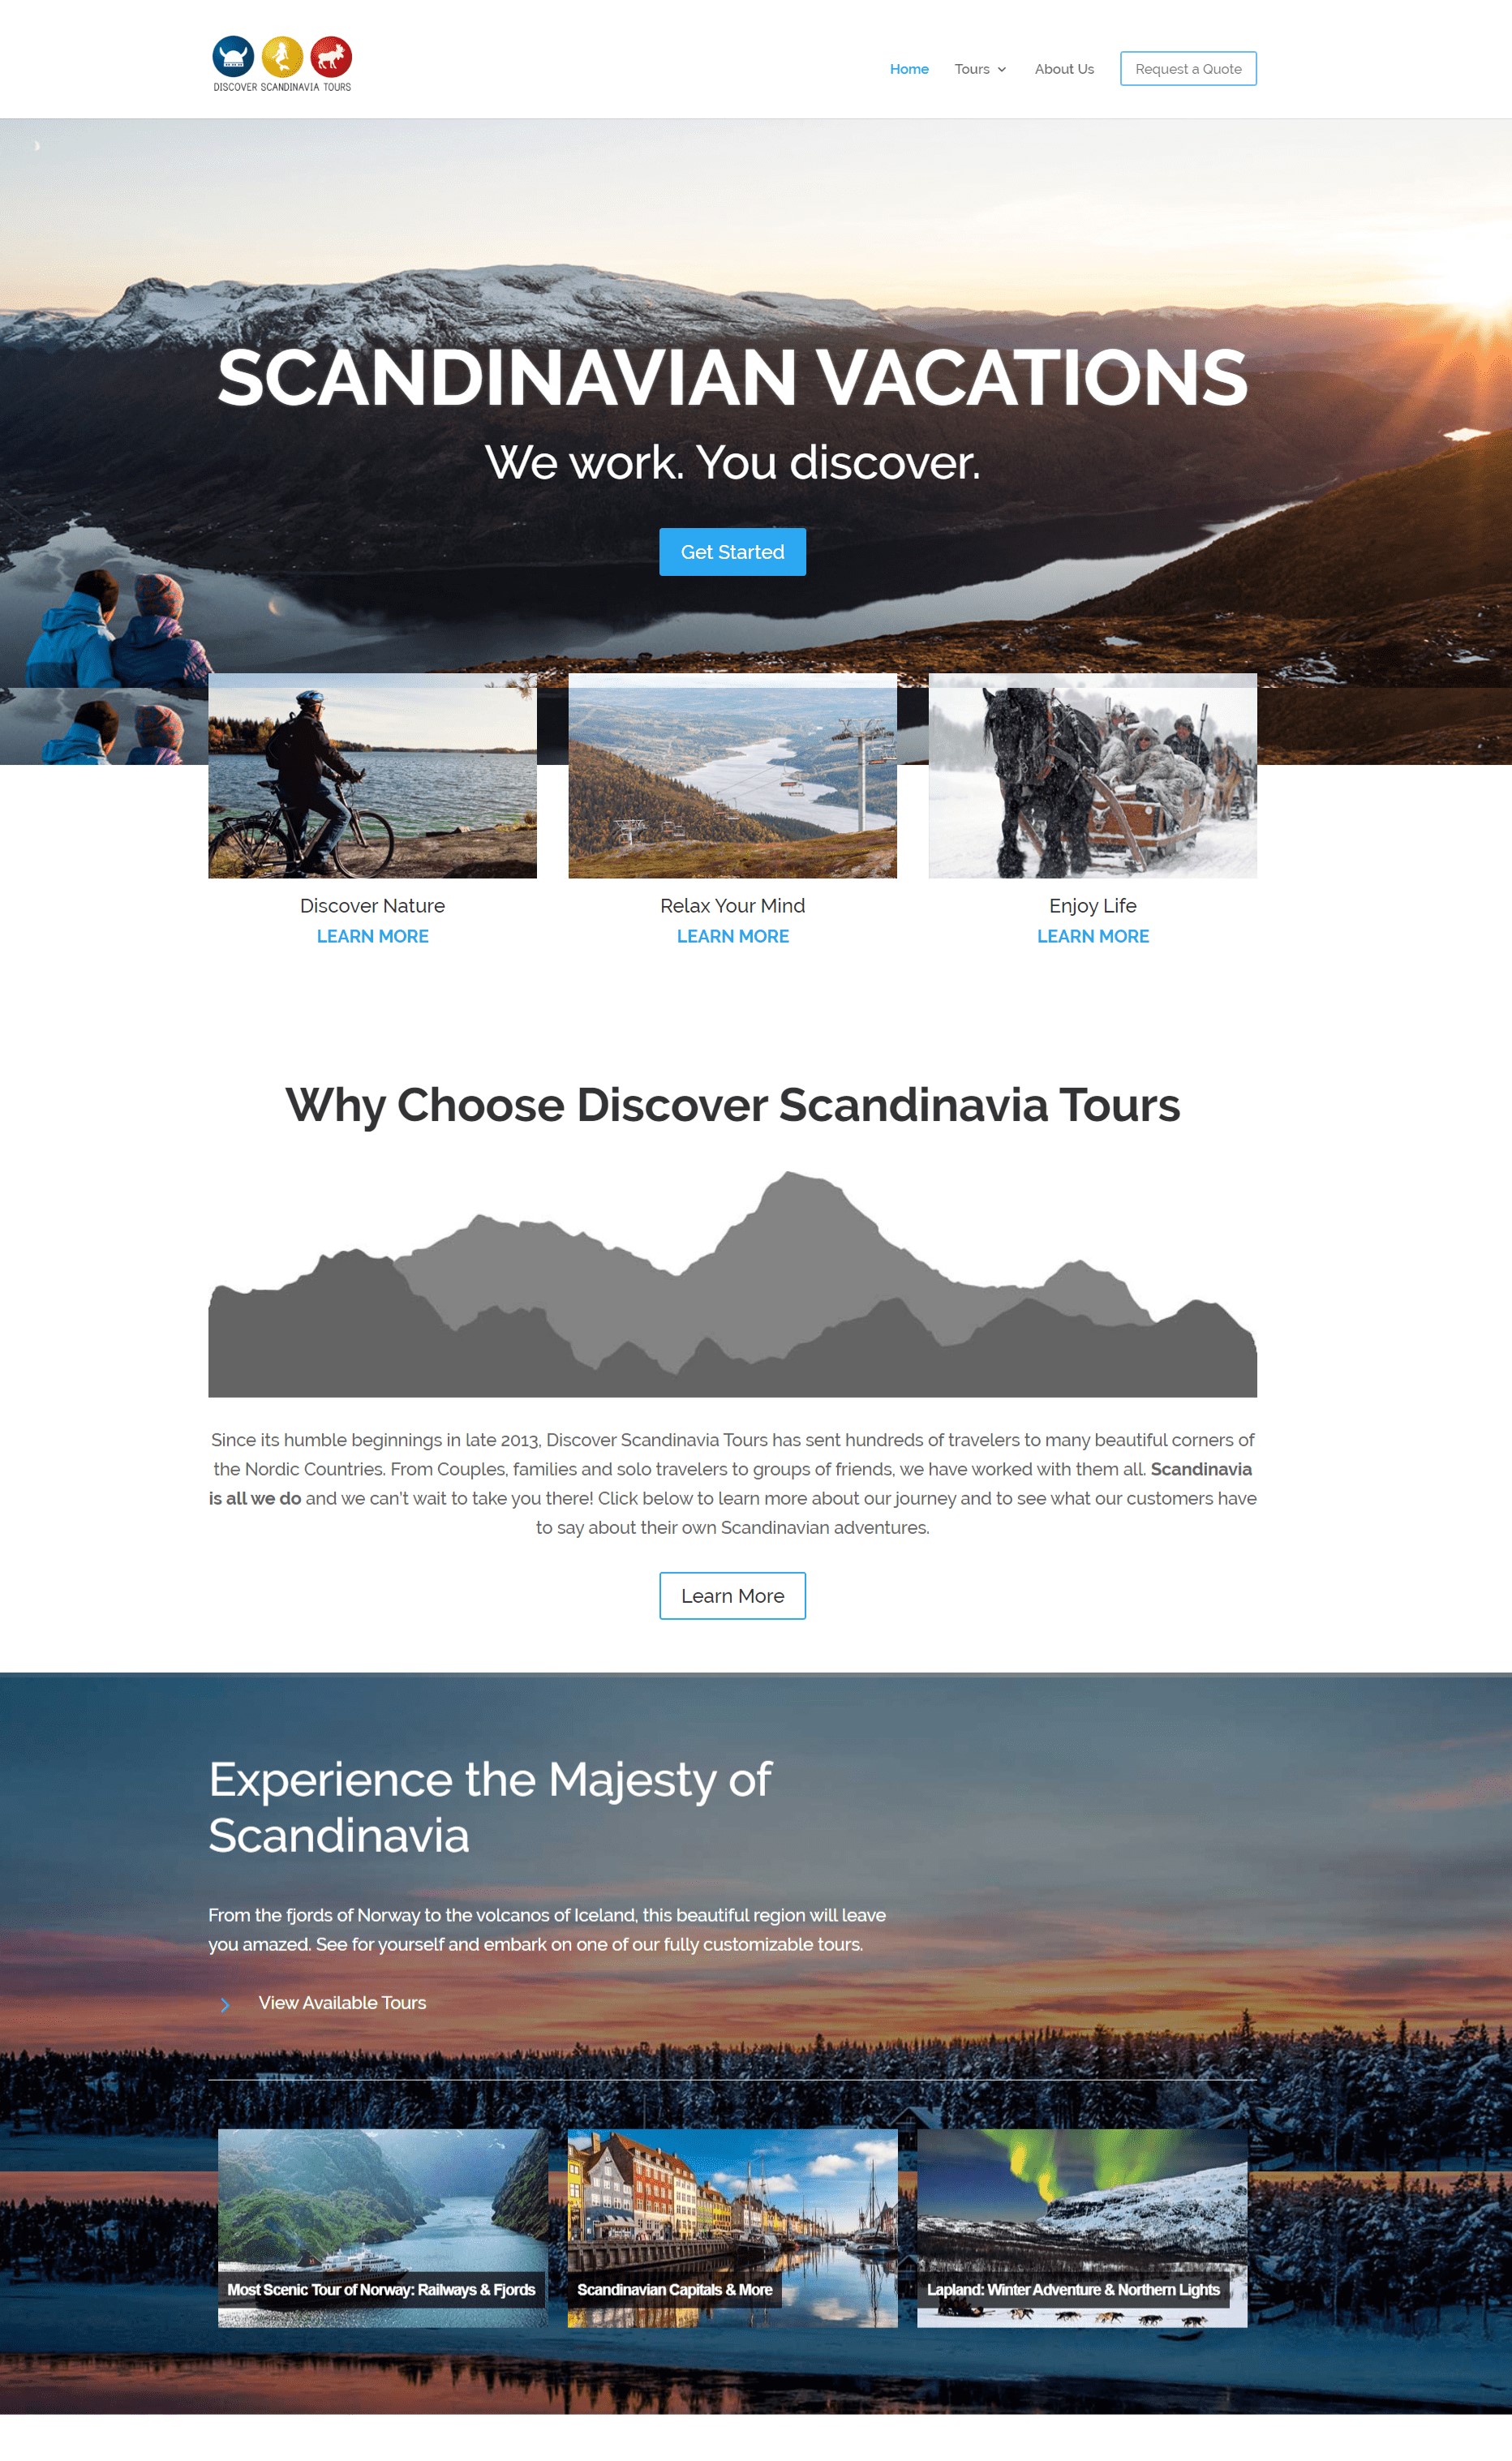 DISCOVER SCANDINAVIA TOURS
Home
Tours
About Us
Request a Quote
SCANDINAVIAN VACATIONS
We work. You discover.
Get Started
Discover Nature
LEARN MORE
Relax Your Mind
LEARN MORE
Enjoy Life
LEARN MORE
Why Choose Discover Scandinavia Tours
Since its humble beginnings in late 2013, Discover Scandinavia Tours has sent hundreds of travelers to many beautiful corners of
the Nordic Countries. From Couples, families and solo travelers to groups of friends, we have worked with them all. Scandinavia
is all we do and we can't wait to take you there! Click below to learn more about our journey and to see what our customers have
to say about their own Scandinavian adventures.
Learn More
Experience the Majesty of
Scandinavia
From the fjords of Norway to the volcanos of Iceland, this beautiful region will leave
you amazed. See for yourself and embark on one of our fully customizable tours.
View Available Tours
Most Scenic Tour of Norway: Railways & Fjords
Scandinavian Capitals & More
Lapland: Winter Adventure & Northern Lights